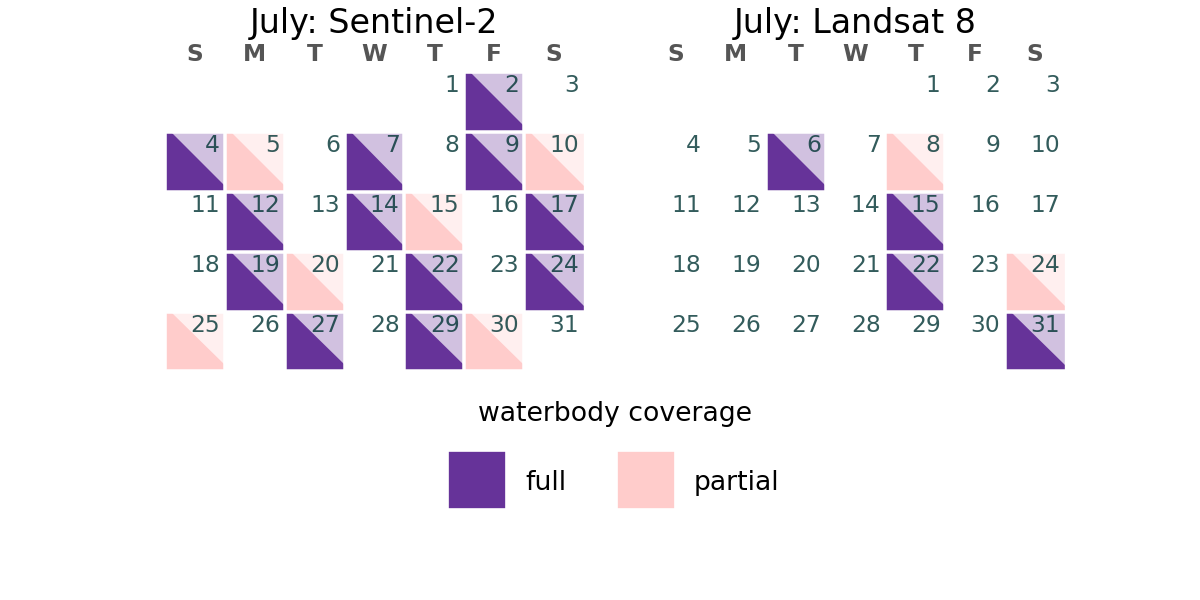 July: Sentinel-2
S M T W T F S
1 2 3
4 5 6 7 8 9 10
11 12 13 14 15 16 17
18 19 20 21 22 23 24
25 26 27 28 29 30 31
July: Landsat 8
S M T W T F S
1 2 3
4 5 6 7 8 9 10
11 12 13 14 15 16 17
18 19 20 21 22 23 24
25 26 27 28 29 30 31
waterbody coverage
full partial